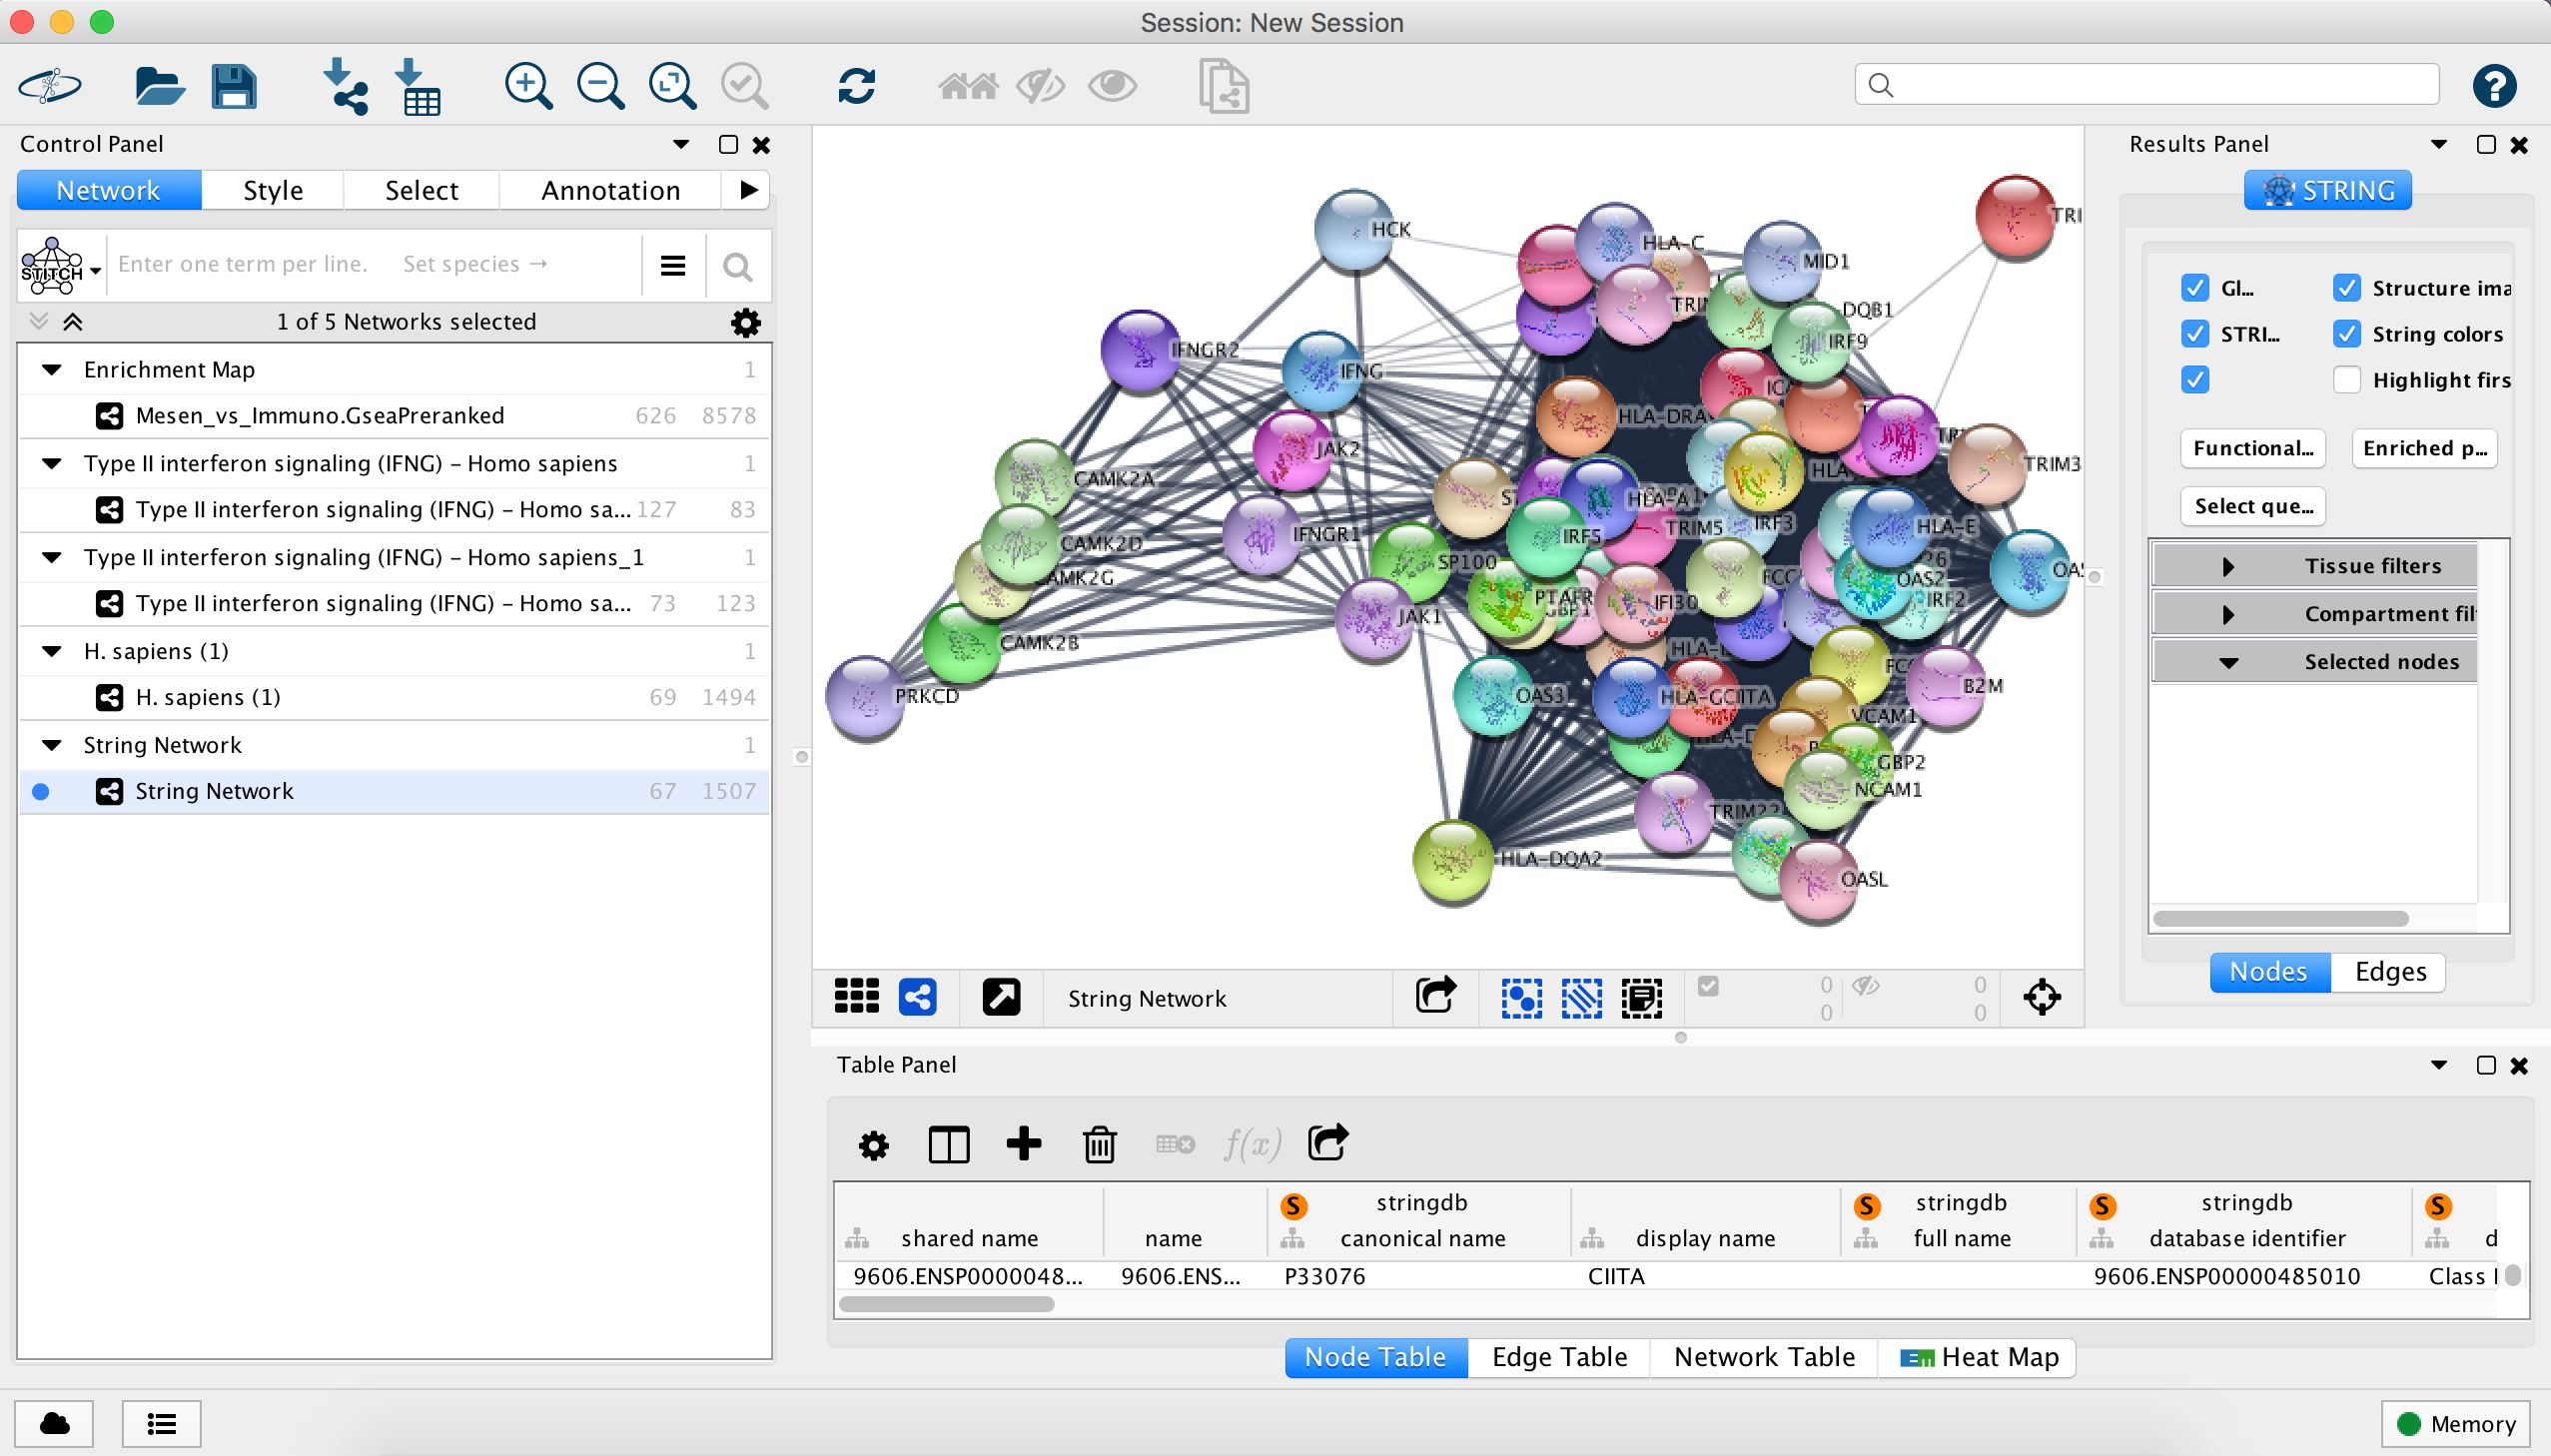 Session: New Session
Control Panel
Network Style Select Annotation
STITCH Enter one term per line. Set species →
1 of 5 Networks selected
Enrichment Map 1
Mesen_vs_Immuno.GseaPreranked 626 8578
Type II interferon signaling (IFNG) – Homo sapiens 1
Type II interferon signaling (IFNG) – Homo sa... 127 83
Type II interferon signaling (IFNG) – Homo sapiens_1 1
Type II interferon signaling (IFNG) – Homo sa... 73 123
H. sapiens (1) 1
H. sapiens (1) 69 1494
String Network 1
String Network 67 1507
HCK
HLA-C
TRI
MID1
DQB1
IRF9
IFNGR2
IFNG
HLA-DRA
JAK2
TRIM3
CAMK2A
HLA-A
TRIM5
IRF3
HLA-E
IFNGR1
IRF5
CAMK2D
SP100
OAS2
IRF2
CAMK2G
PTAFR
GBP1
IFI30
JAK1
CAMK2B
PRKCD
OAS3
HLA-G
CIITA
B2M
VCAM1
GBP2
NCAM1
TRIM22
HLA-DQA2
OASL
String Network
0 0
0 0
Results Panel
STRING
Gl... Structure ima
STRI... String colors
Highlight firs
Functional... Enriched p...
Select que...
Tissue filters
Compartment filt
Selected nodes
Nodes Edges
Table Panel
f(x)
shared name
name
stringdb
canonical name
display name
stringdb
full name
stringdb
database identifier
d
9606.ENSP0000048... 9606.ENS... P33076 CIITA 9606.ENSP00000485010 Class I
Node Table Edge Table Network Table Heat Map
Memory